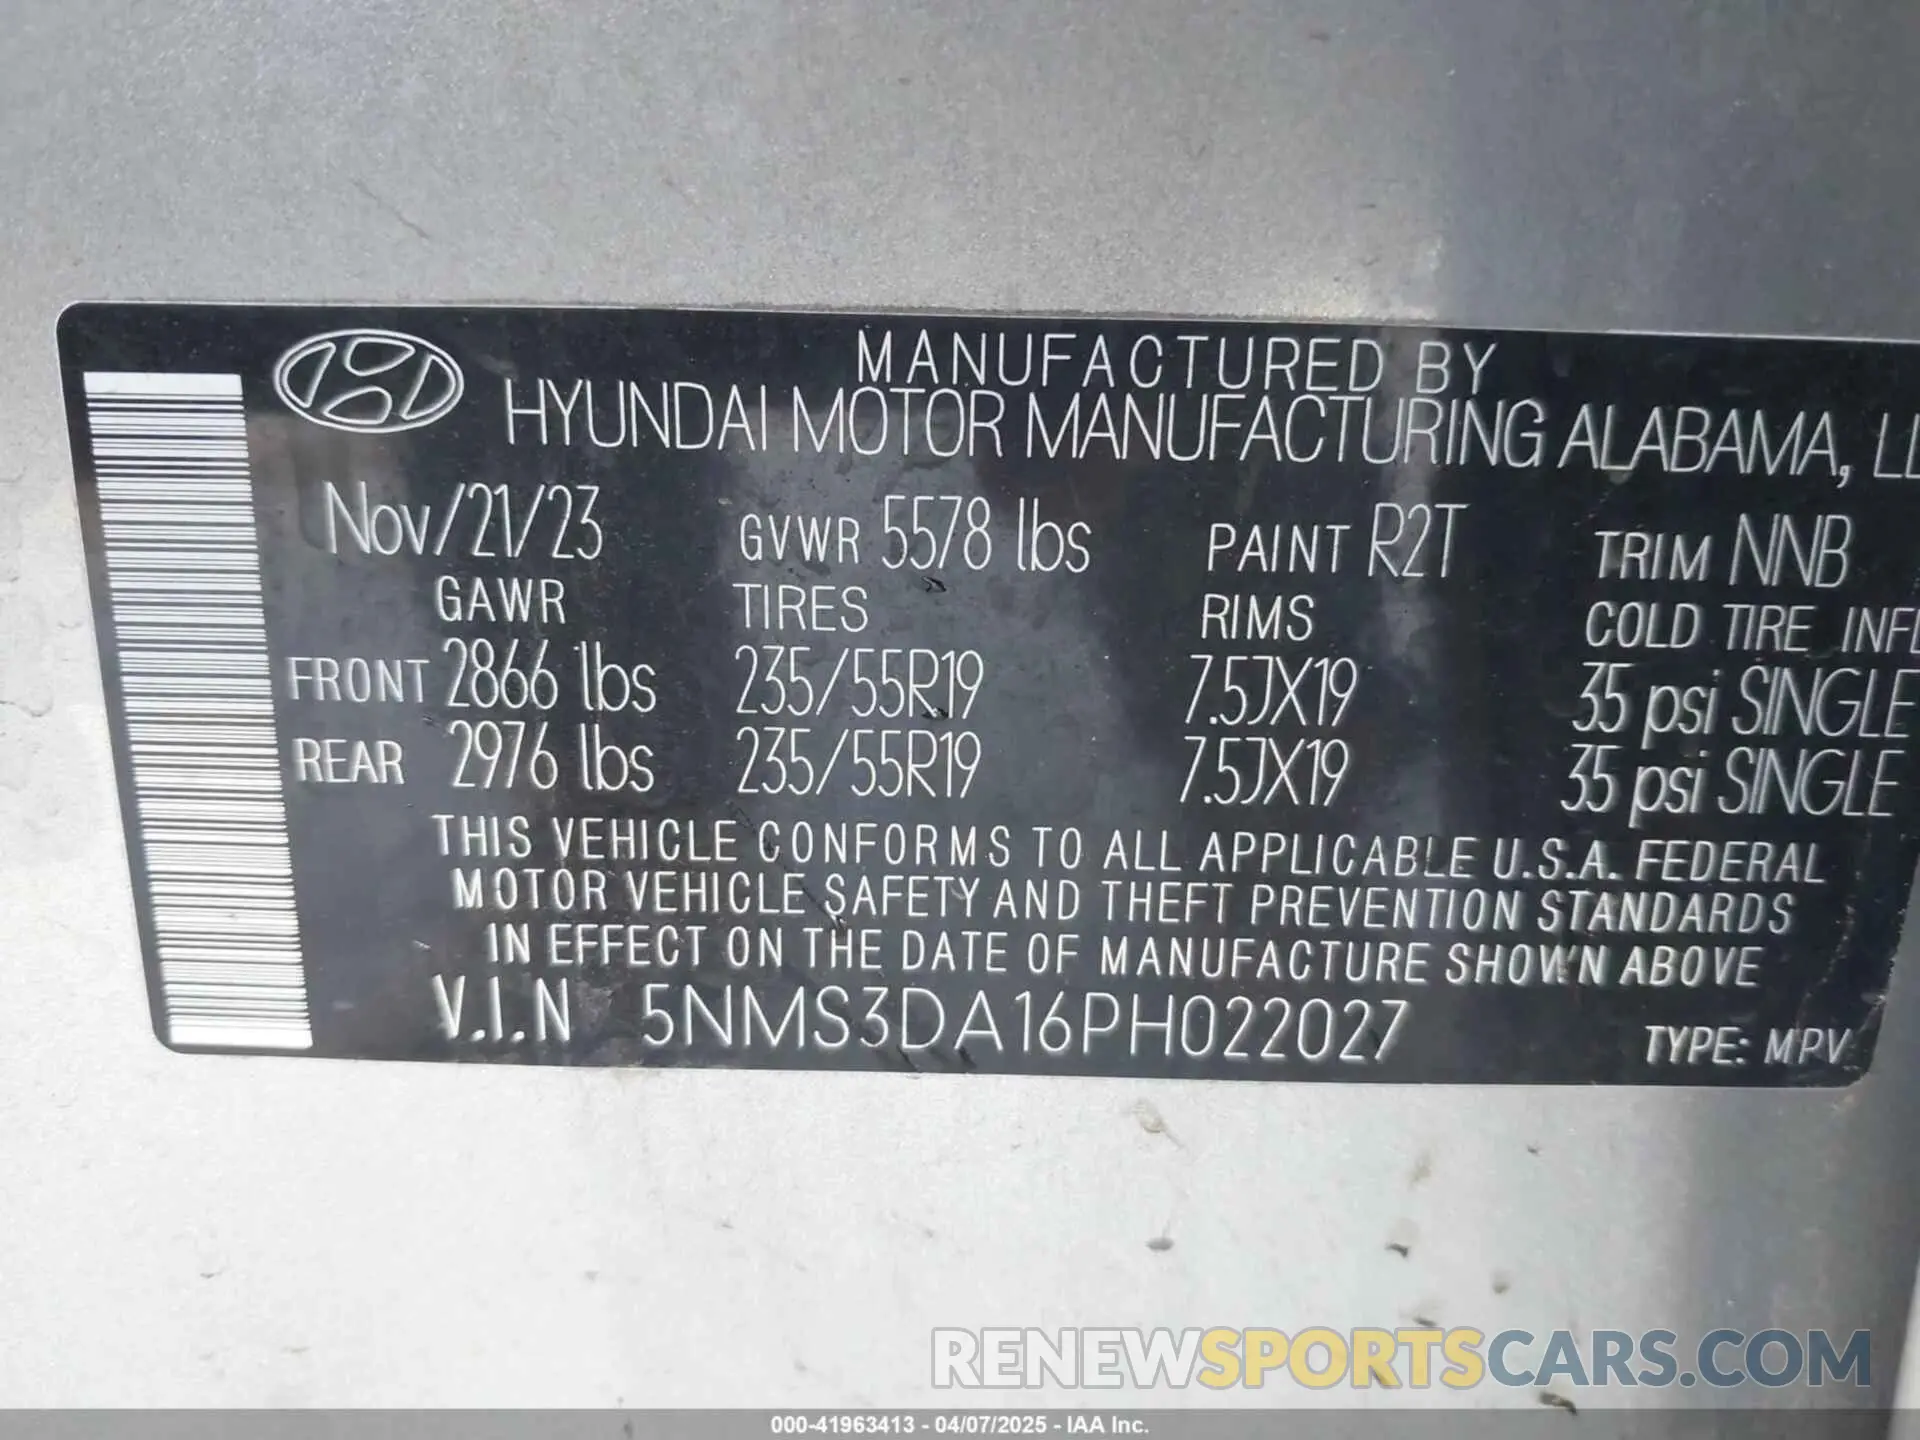 MANUFACTURED BY
HYUNDAI MOTOR MANUFACTURING ALABAMA, LL
Nov/21/23 GVWR 5578 lbs PAINT R2T TRIM NNB
GAWR TIRES RIMS COLD TIRE INFL
FRONT 2866 lbs 235/55R19 7.5JX19 35 psi SINGLE
REAR 2976 lbs 235/55R19 7.5JX19 35 psi SINGLE
THIS VEHICLE CONFORMS TO ALL APPLICABLE U.S.A. FEDERAL
MOTOR VEHICLE SAFETY AND THEFT PREVENTION STANDARDS
IN EFFECT ON THE DATE OF MANUFACTURE SHOWN ABOVE
V.I.N 5NMS3DA16PH022027 TYPE: MPV
RENEWSPORTSCARS.COM
000-41963413 - 04/07/2025 - IAA Inc.